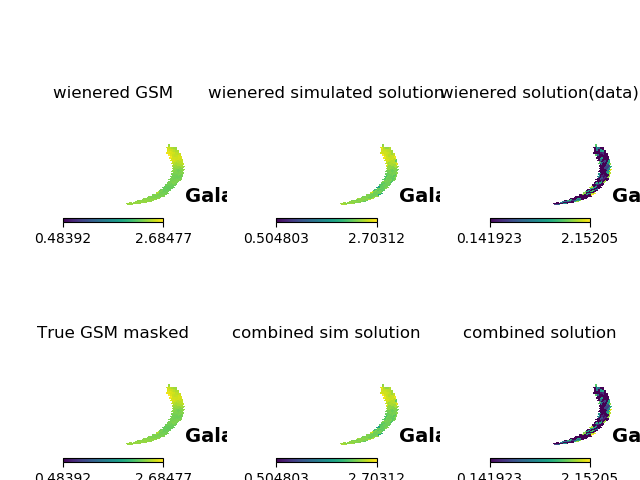 wienered GSM
wienered simulated solution
wienered solution(data)
Gala
Gala
Ga
0.48392 2.68477
0.504803 2.70312
0.141923 2.15205
True GSM masked
combined sim solution
combined solution
Gala
Gala
Ga
0.48392 2.68477
0.504803 2.70312
0.141923 2.15205